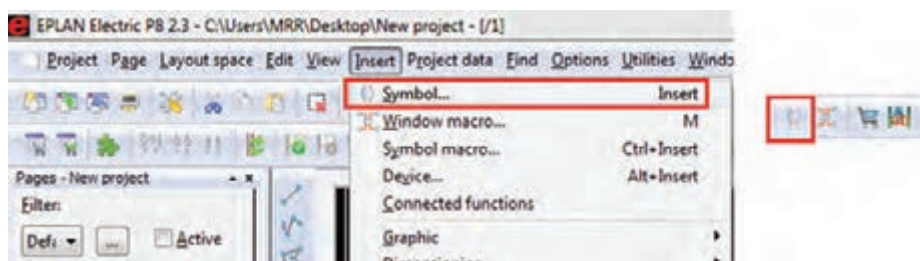 EPLAN Electric P8 2.3 - C:\Users\MRR\Desktop\New project - [/1]
Project Page Layout space Edit View Insert Project data Find Options Utilities Windo
Symbol... Insert
Window macro... M
Symbol macro... Ctrl+Insert
Device... Alt+Insert
Connected functions
Graphic
Pages - New project
Filter:
Defa ... Active